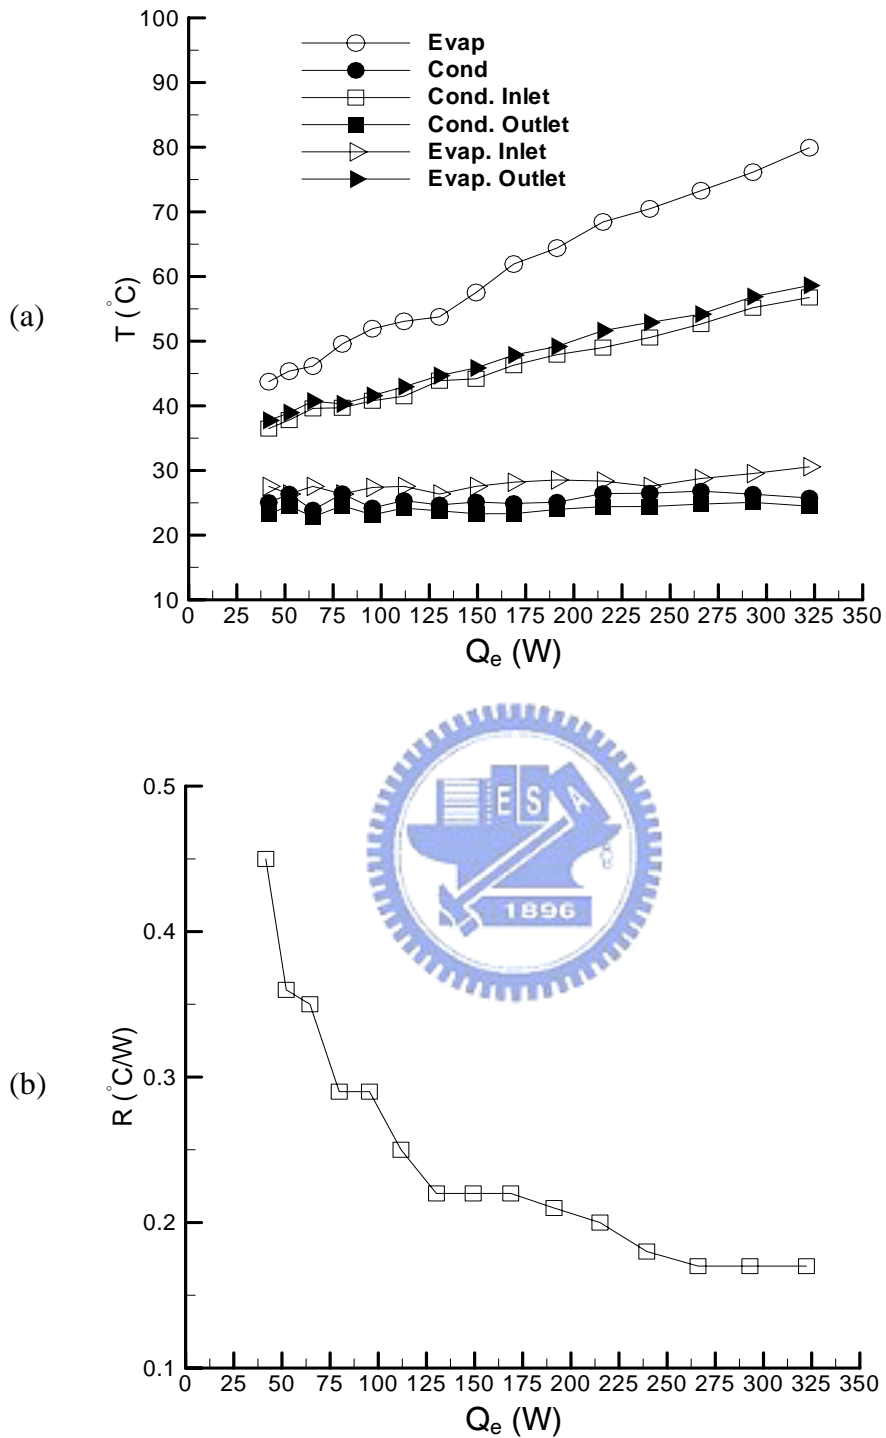 100
90
80
70
60
50
40
30
20
10
T ( °C)
Evap
Cond
Cond. Inlet
Cond. Outlet
Evap. Inlet
Evap. Outlet
(a)
0 25 50 75 100 125 150 175 200 225 250 275 300 325 350
Qe (W)
0.5
0.4
0.3
0.2
0.1
R ( °C/W)
E S A
1896
(b)
0 25 50 75 100 125 150 175 200 225 250 275 300 325 350
Qe (W)